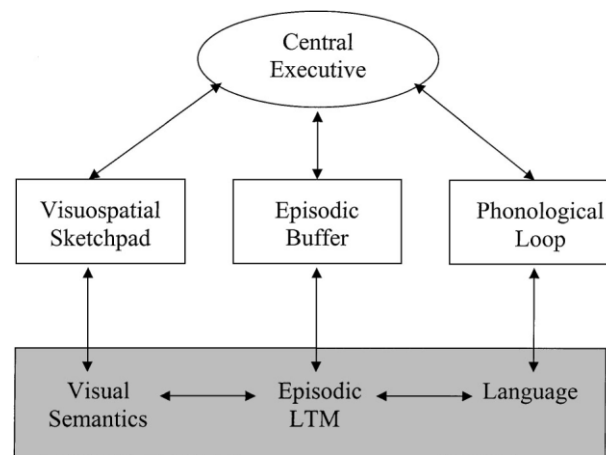 Central
Executive
Visuospatial
Sketchpad
Episodic
Buffer
Phonological
Loop
Visual
Semantics
Episodic
LTM
Language